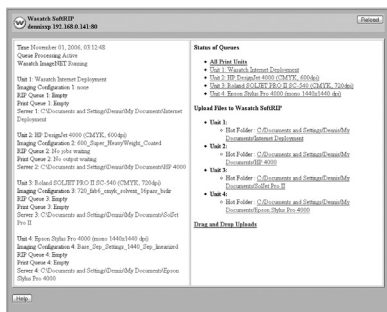 Wasatch SoftRIP
dennisxp 192.168.0.141:80
Reload
Time November 01, 2006, 03:12:48
Queue Processing Active
Wasatch ImageNET Running
Unit 1: Wasatch Internet Deployment
Imaging Configuration 1: none
RIP Queue 1: Empty
Print Queue 1: Empty
Server 1: C:\Documents and Settings\Dennis\My Documents\Internet
Deployment
Unit 2: HP DesignJet 4000 (CMYK, 600dpi)
Imaging Configuration 2: 600_Super_HeavyWeight_Coated
RIP Queue 2: No jobs waiting
Print Queue 2: No output waiting
Server 2: C:\Documents and Settings\Dennis\My Documents\HP 4000
Unit 3: Roland SOLJET PRO II SC-540 (CMYK, 720dpi)
Imaging Configuration 3: 720_fab6_cmyk_solvent_16pass_bidir
RIP Queue 3: Empty
Print Queue 3: Empty
Server 3: C:\Documents and Settings\Dennis\My Documents\SolJet
Pro II
Unit 4: Epson Stylus Pro 4000 (mono 1440x1440 dpi)
Imaging Configuration 4: Base_Sep_Settings_1440_Sep_linearized
RIP Queue 4: Empty
Print Queue 4: Empty
Server 4: C:\Documents and Settings\Dennis\My Documents\Epson
Stylus Pro 4000
Status of Queues
All Print Units
Unit 1: Wasatch Internet Deployment
Unit 2: HP DesignJet 4000 (CMYK, 600dpi)
Unit 3: Roland SOLJET PRO II SC-540 (CMYK, 720dpi)
Unit 4: Epson Stylus Pro 4000 (mono 1440x1440 dpi)
Upload Files to Wasatch SoftRIP
Unit 1:
Hot Folder : C:/Documents and Settings/Dennis/My
Documents/Internet Deployment
Unit 2:
Hot Folder : C:/Documents and Settings/Dennis/My
Documents/HP 4000
Unit 3:
Hot Folder : C:/Documents and Settings/Dennis/My
Documents/SolJet Pro II
Unit 4:
Hot Folder : C:/Documents and Settings/Dennis/My
Documents/Epson Stylus Pro 4000
Drag and Drop Uploads
Help